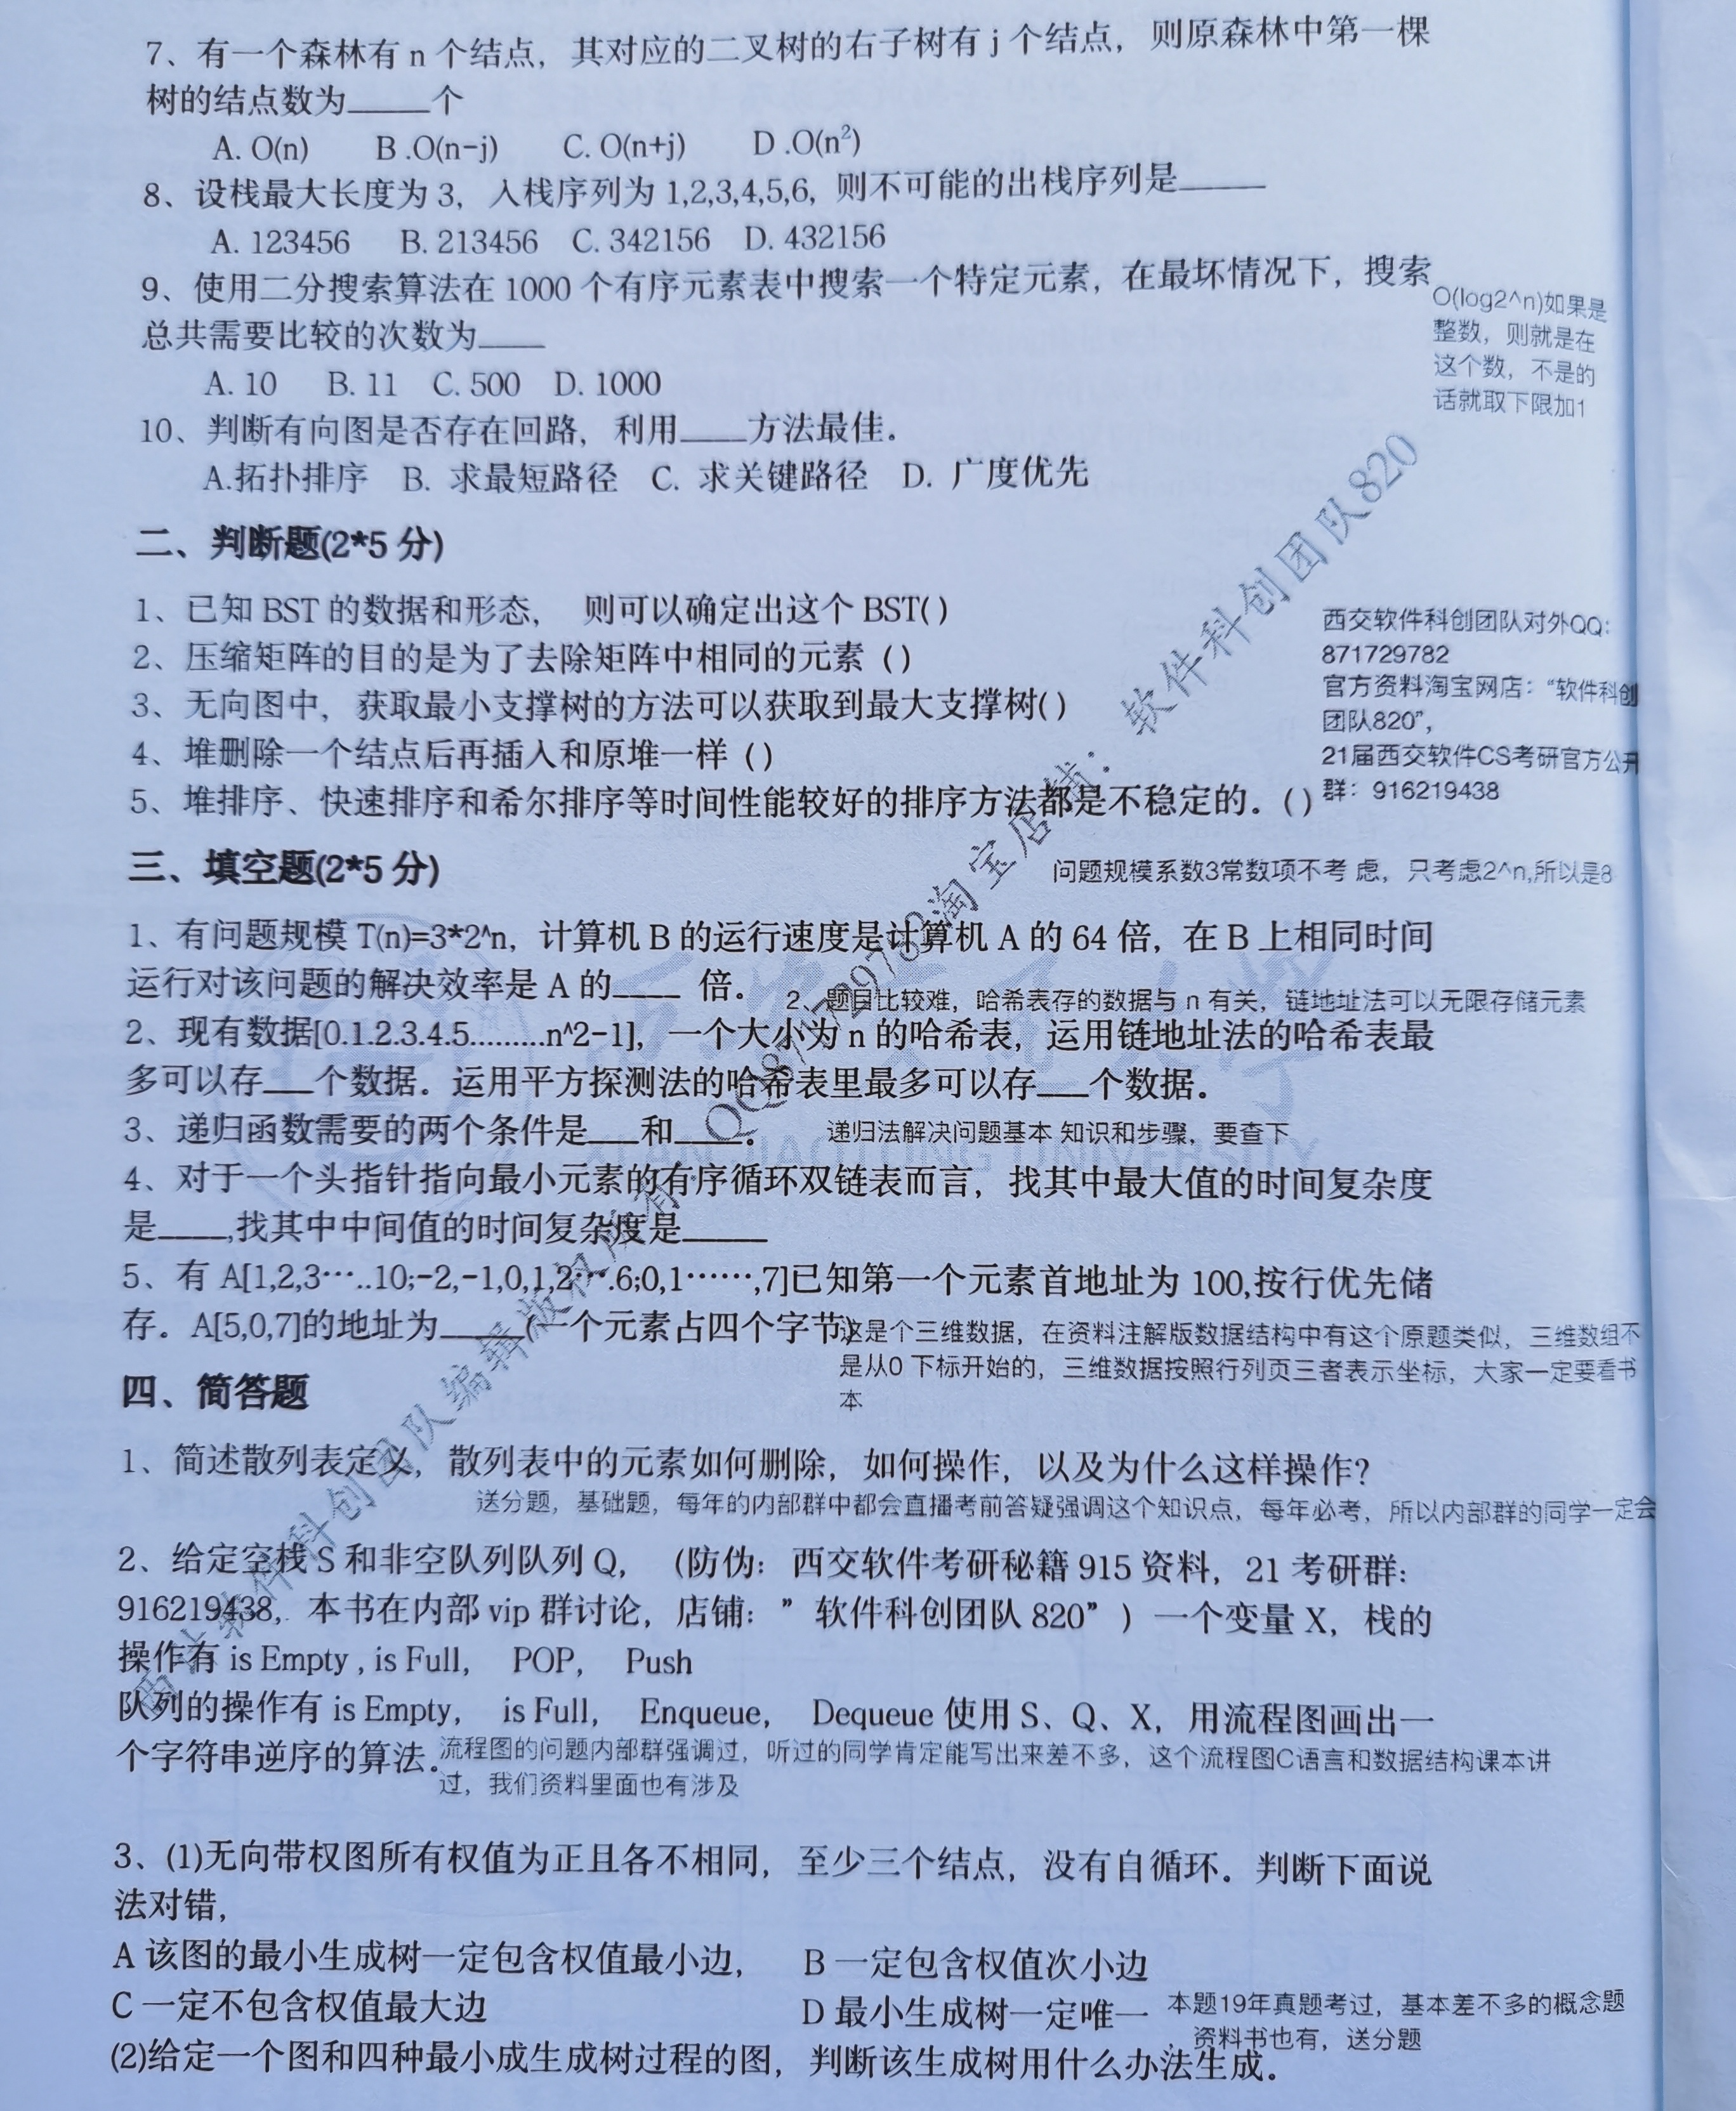 7、有一个森林有 n 个结点，其对应的二叉树的右子树有 j 个结点，则原森林中第一棵
树的结点数为_____个
A. O(n) B .O(n-j) C. O(n+j) D .O(n²)
8、设栈最大长度为 3，入栈序列为 1,2,3,4,5,6, 则不可能的出栈序列是_____
A. 123456 B. 213456 C. 342156 D. 432156
9、使用二分搜索算法在 1000 个有序元素表中搜索一个特定元素，在最坏情况下，搜索
总共需要比较的次数为____
O(log2^n)如果是
整数，则就是在
这个数，不是的
话就取下限加1
A. 10 B. 11 C. 500 D. 1000
10、判断有向图是否存在回路，利用____方法最佳。
A.拓扑排序 B. 求最短路径 C. 求关键路径 D. 广度优先
二、判断题(2*5 分)
1、已知 BST 的数据和形态， 则可以确定出这个 BST( )
2、压缩矩阵的目的是为了去除矩阵中相同的元素 ( )
3、无向图中，获取最小支撑树的方法可以获取到最大支撑树( )
4、堆删除一个结点后再插入和原堆一样 ( )
5、堆排序、快速排序和希尔排序等时间性能较好的排序方法都是不稳定的。( )
西交软件科创团队对外QQ：
871729782
官方资料淘宝网店：“软件科创
团队820”，
21届西交软件CS考研官方公开
群：916219438
三、填空题(2*5 分)
问题规模系数3常数项不考 虑，只考虑2^n,所以是8
1、有问题规模 T(n)=3*2^n，计算机 B 的运行速度是计算机 A 的 64 倍，在 B 上相同时间
运行对该问题的解决效率是 A 的____ 倍。
2、题目比较难，哈希表存的数据与 n 有关，链地址法可以无限存储元素
2、现有数据[0.1.2.3.4.5.........n^2-1]，一个大小为 n 的哈希表，运用链地址法的哈希表最
多可以存___个数据。运用平方探测法的哈希表里最多可以存___个数据。
3、递归函数需要的两个条件是___和____。
递归法解决问题基本 知识和步骤，要查下
4、对于一个头指针指向最小元素的有序循环双链表而言，找其中最大值的时间复杂度
是____,找其中中间值的时间复杂度是_____
5、有 A[1,2,3…..10;-2,-1,0,1,2….6;0,1……,7]已知第一个元素首地址为 100,按行优先储
存。A[5,0,7]的地址为_____(一个元素占四个字节)
这是个三维数据，在资料注解版数据结构中有这个原题类似，三维数组不
是从0 下标开始的，三维数据按照行列页三者表示坐标，大家一定要看书
本
四、简答题
1、简述散列表定义，散列表中的元素如何删除，如何操作，以及为什么这样操作？
送分题，基础题，每年的内部群中都会直播考前答疑强调这个知识点，每年必考，所以内部群的同学一定会
2、给定空栈 S 和非空队列队列 Q， （防伪：西交软件考研秘籍 915 资料，21 考研群：
916219438，本书在内部 vip 群讨论，店铺：”软件科创团队 820”）一个变量 X，栈的
操作有 is Empty , is Full， POP， Push
队列的操作有 is Empty， is Full， Enqueue， Dequeue 使用 S、Q、X，用流程图画出一
个字符串逆序的算法。
流程图的问题内部群强调过，听过的同学肯定能写出来差不多，这个流程图C语言和数据结构课本讲
过，我们资料里面也有涉及
3、(1)无向带权图所有权值为正且各不相同，至少三个结点，没有自循环。判断下面说
法对错，
A 该图的最小生成树一定包含权值最小边， B 一定包含权值次小边
C 一定不包含权值最大边 D 最小生成树一定唯一
本题19年真题考过，基本差不多的概念题
，资料书也有，送分题
(2)给定一个图和四种最小成生成树过程的图，判断该生成树用什么办法生成。
西交软件科创团队编辑版权所有：QQ871729782淘宝店铺：软件科创团队820
XI'AN JIAOTONG UNIVERSITY